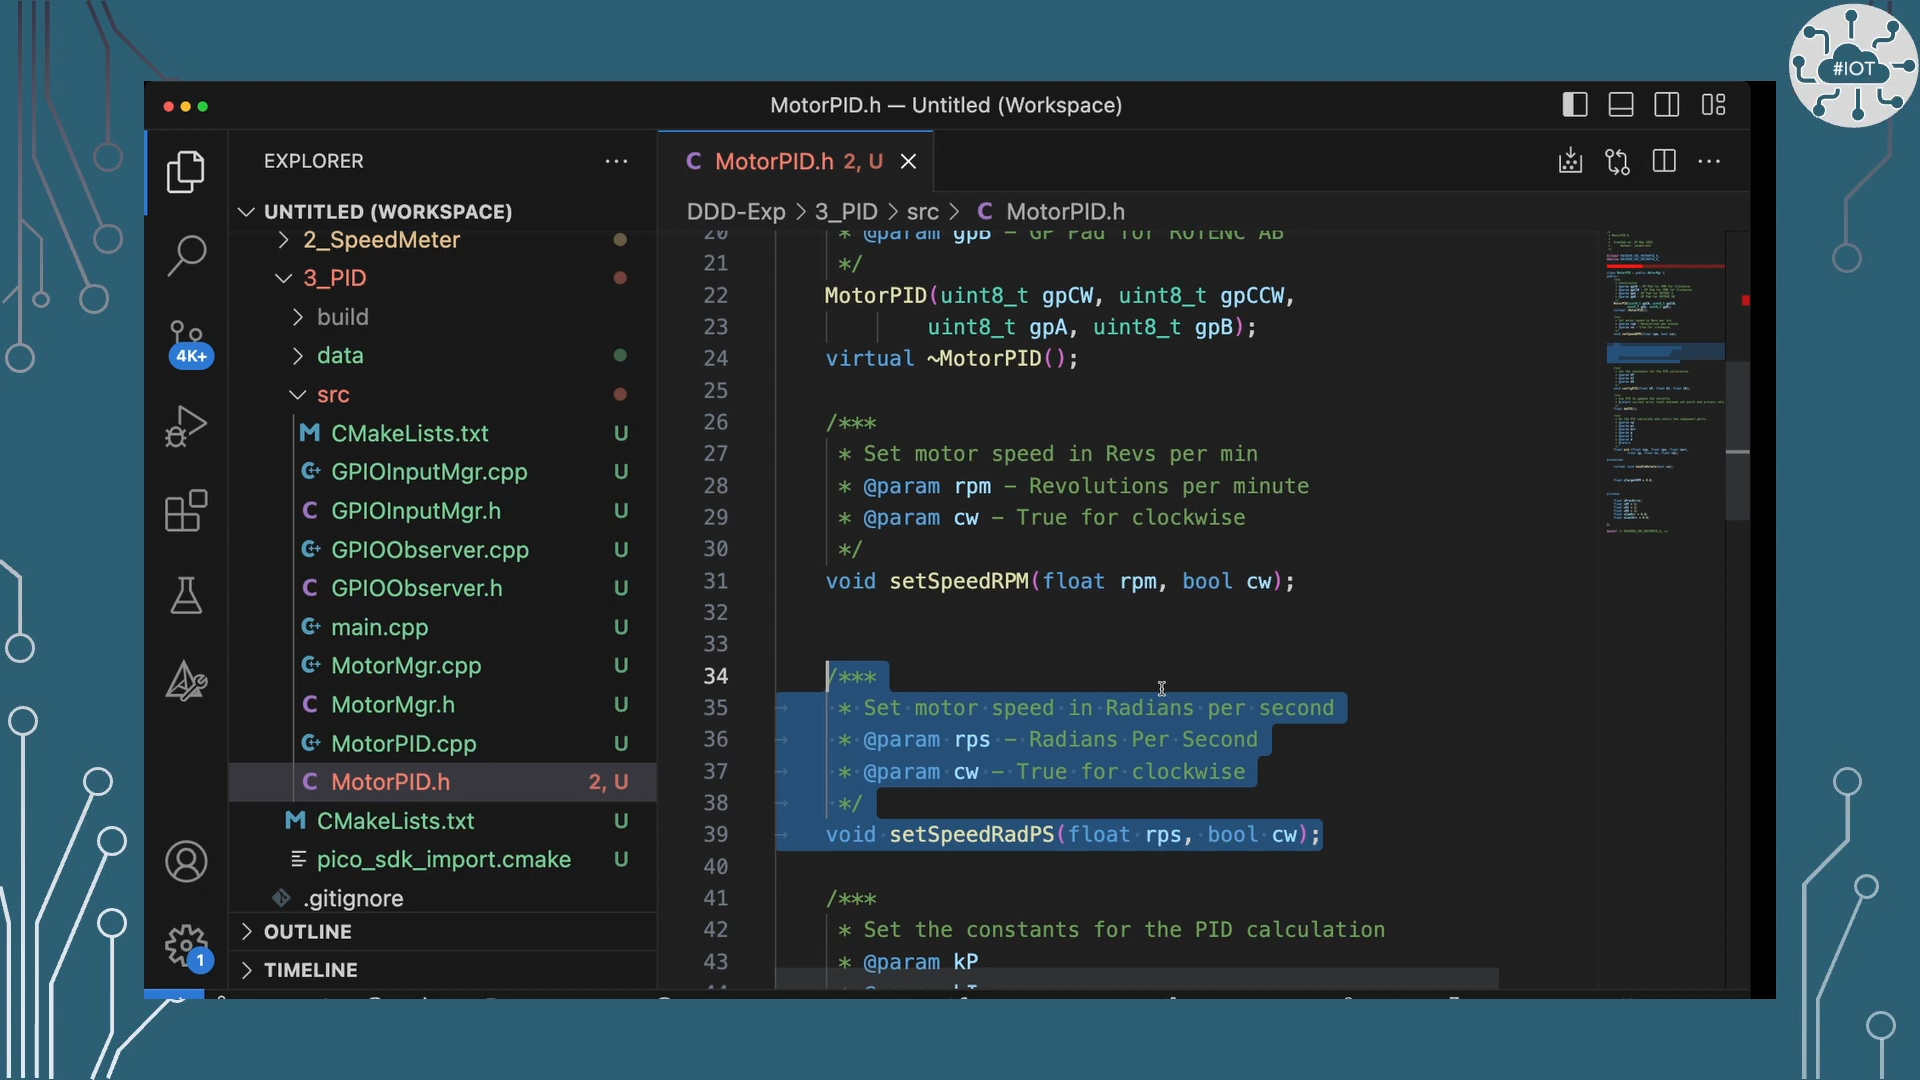 #IOT
MotorPID.h — Untitled (Workspace)
EXPLORER
MotorPID.h 2, U
UNTITLED (WORKSPACE)
DDD-Exp > 3_PID > src > C MotorPID.h
2_SpeedMeter
3_PID
build
data
src
CMakeLists.txt U
GPIOInputMgr.cpp U
GPIOInputMgr.h U
GPIOObserver.cpp U
GPIOObserver.h U
main.cpp U
MotorMgr.cpp U
MotorMgr.h U
MotorPID.cpp U
MotorPID.h 2, U
CMakeLists.txt U
pico_sdk_import.cmake U
.gitignore
OUTLINE
TIMELINE
4K+
1
20 * @param gpB - GP Pad for ROTENC AB
21 */
22 MotorPID(uint8_t gpCW, uint8_t gpCCW,
23 uint8_t gpA, uint8_t gpB);
24 virtual ~MotorPID();
25
26 /***
27 * Set motor speed in Revs per min
28 * @param rpm - Revolutions per minute
29 * @param cw - True for clockwise
30 */
31 void setSpeedRPM(float rpm, bool cw);
32
33
34 /***
35 * Set motor speed in Radians per second
36 * @param rps - Radians Per Second
37 * @param cw - True for clockwise
38 */
39 void setSpeedRadPS(float rps, bool cw);
40
41 /***
42 * Set the constants for the PID calculation
43 * @param kP